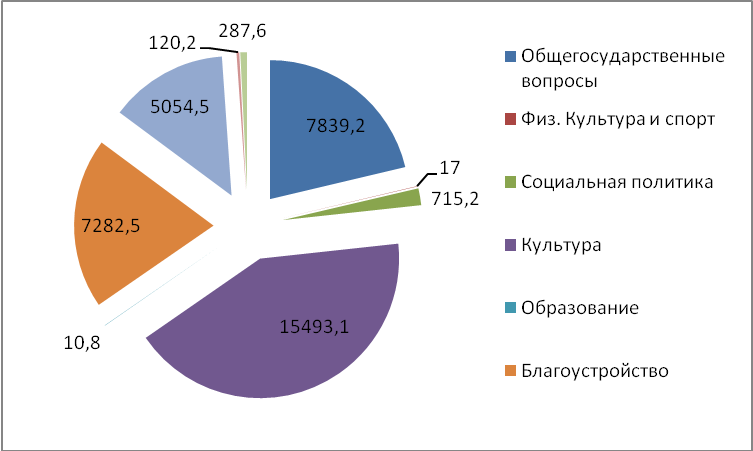 287,6
120,2
5054,5
7839,2
17
715,2
7282,5
15493,1
10,8
Общегосударственные
вопросы
Физ. Культура и спорт
Социальная политика
Культура
Образование
Благоустройство